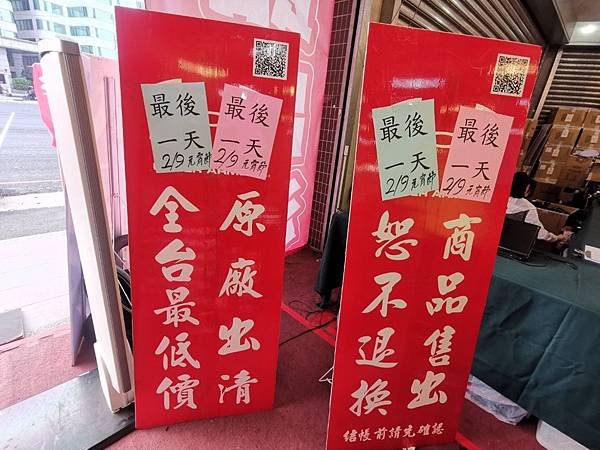 最後
一天
2/9元宵節
最後
一天
2/9元宵節
原廠出清
全台最低價
最後
一天
2/9元宵節
最後
一天
2/9元宵節
商品售出
恕不退換
結帳前請先確認